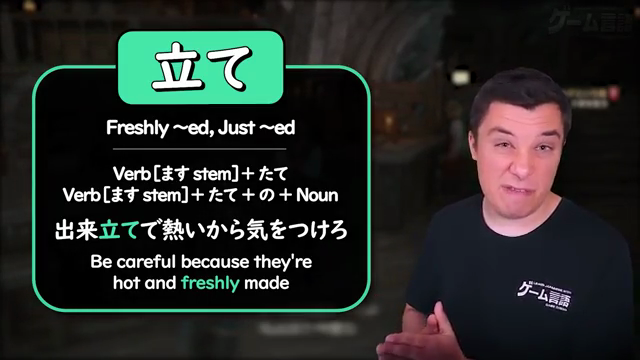 ゲーム言語
立て
Freshly ～ed, Just ～ed
Verb［ます stem］＋たて
Verb［ます stem］＋たて＋の＋Noun
出来立てで熱いから気をつけろ
Be careful because they're
hot and freshly made
ゲーム言語